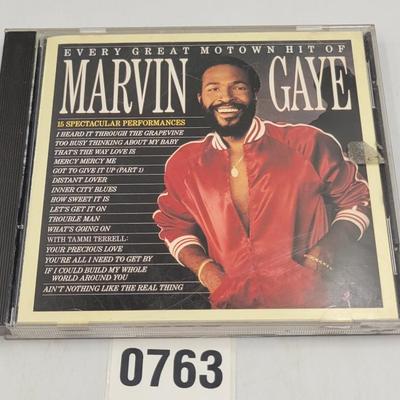 EVERY GREAT MOTOWN HIT OF
MARVIN GAYE
15 SPECTACULAR PERFORMANCES
I HEARD IT THROUGH THE GRAPEVINE
TOO BUSY THINKING ABOUT MY BABY
THAT'S THE WAY LOVE IS
MERCY MERCY ME
GOT TO GIVE IT UP (PART 1)
DISTANT LOVER
INNER CITY BLUES
HOW SWEET IT IS
LET'S GET IT ON
TROUBLE MAN
WHAT'S GOING ON
WITH TAMMI TERRELL:
YOUR PRECIOUS LOVE
YOU'RE ALL I NEED TO GET BY
IF I COULD BUILD MY WHOLE
WORLD AROUND YOU
AIN'T NOTHING LIKE THE REAL THING
0763